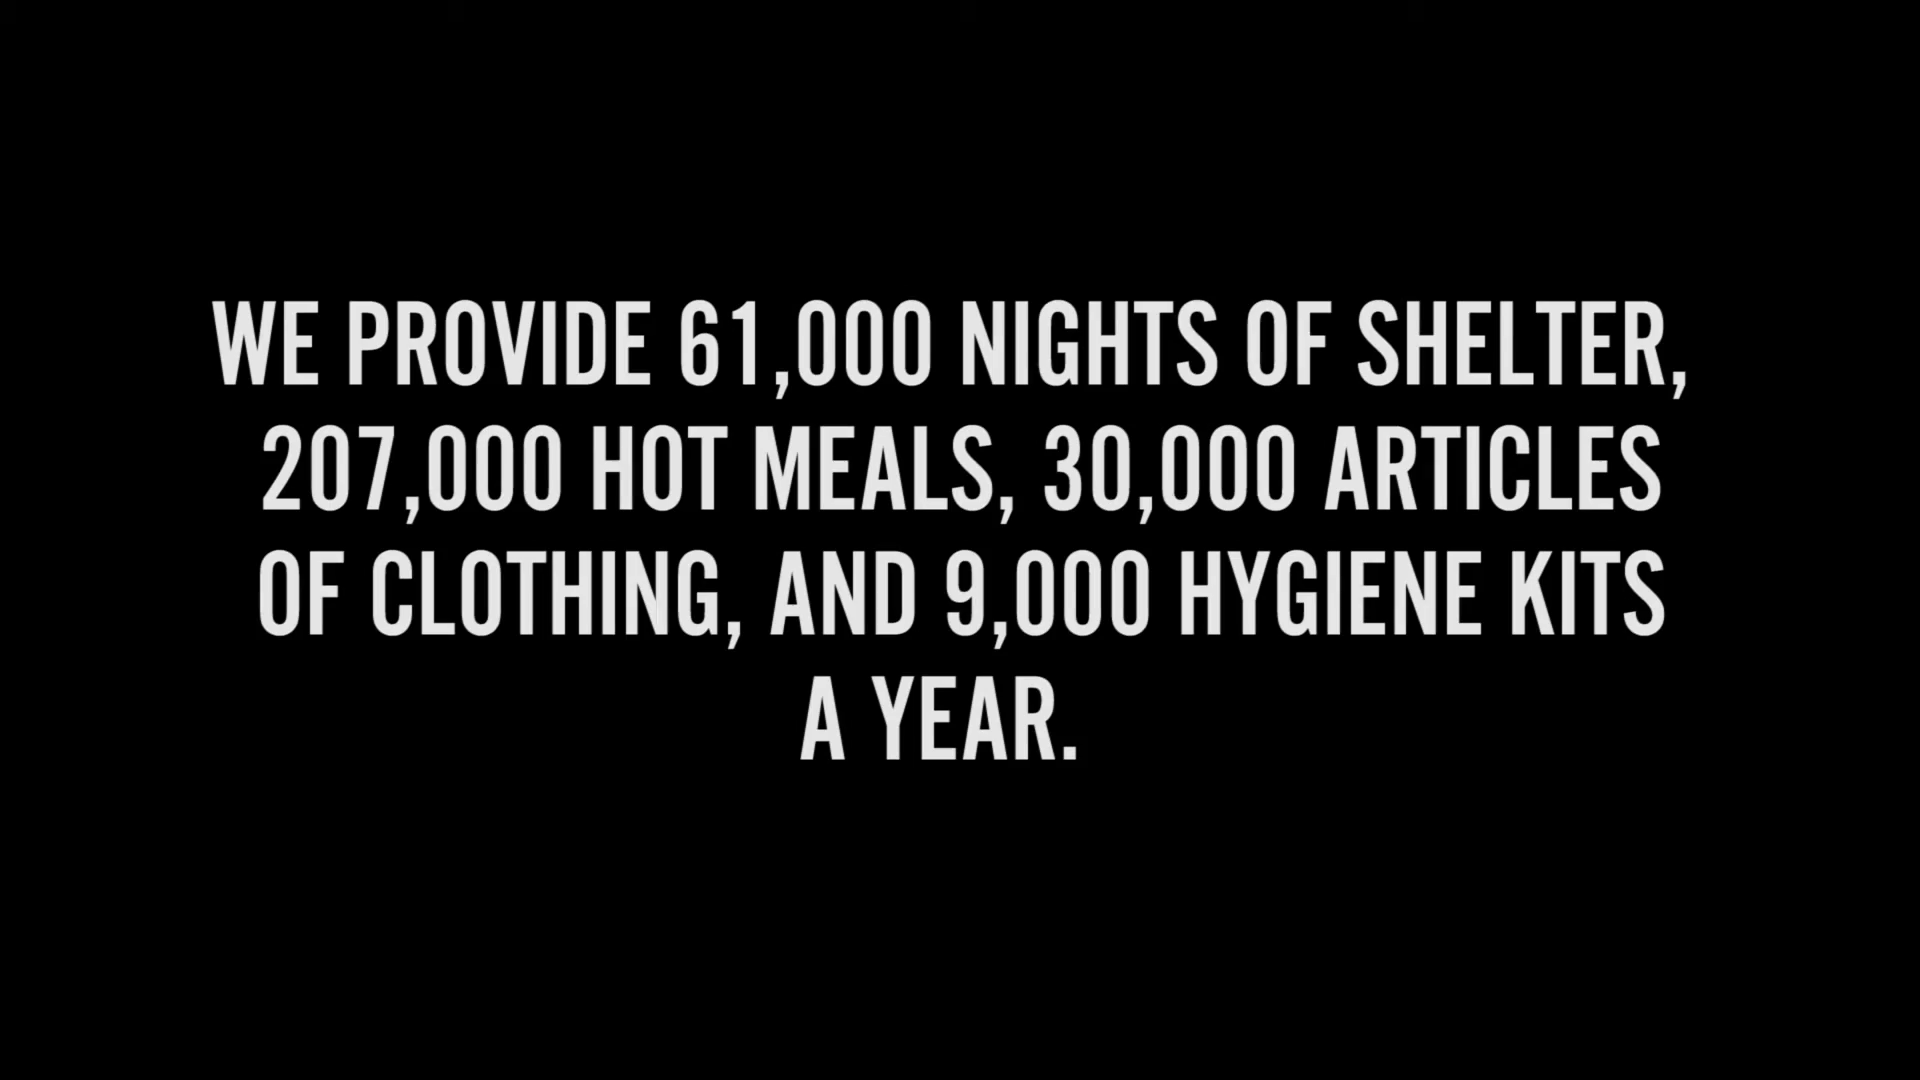 WE PROVIDE 61,000 NIGHTS OF SHELTER,
207,000 HOT MEALS, 30,000 ARTICLES
OF CLOTHING, AND 9,000 HYGIENE KITS
A YEAR.